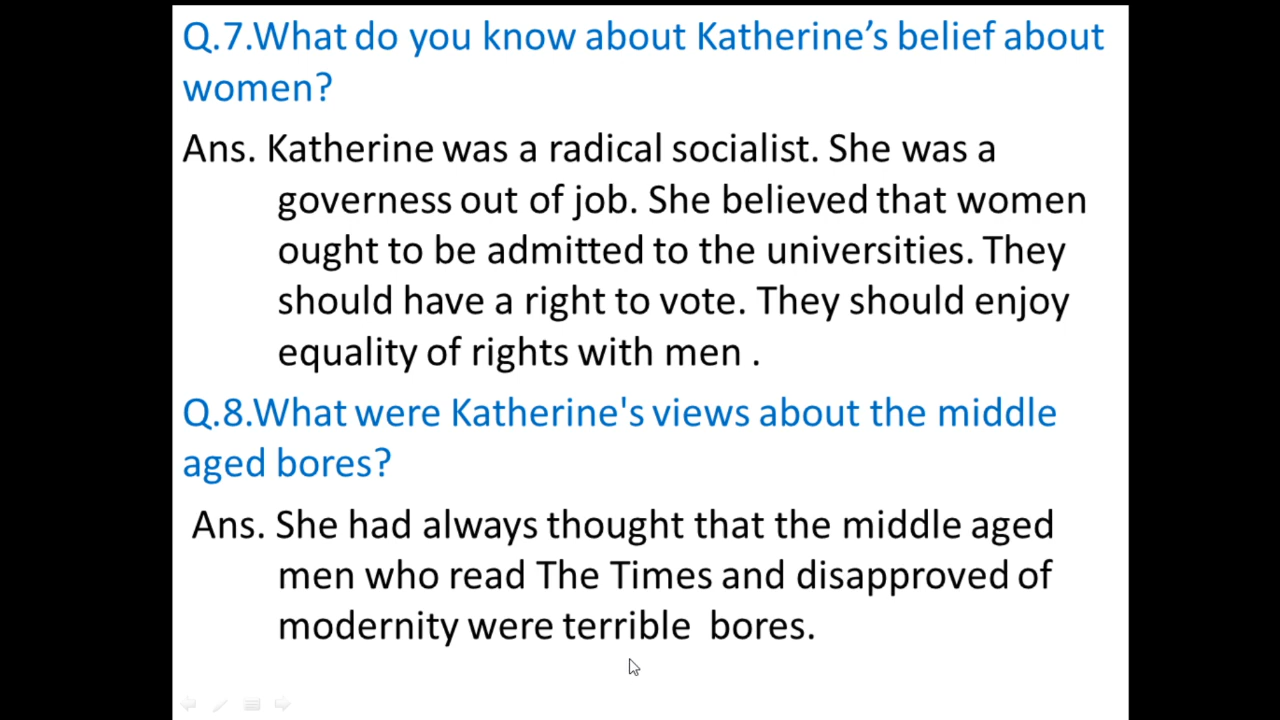 Q.7.What do you know about Katherine’s belief about
women?
Ans. Katherine was a radical socialist. She was a
governess out of job. She believed that women
ought to be admitted to the universities. They
should have a right to vote. They should enjoy
equality of rights with men .
Q.8.What were Katherine's views about the middle
aged bores?
Ans. She had always thought that the middle aged
men who read The Times and disapproved of
modernity were terrible  bores.